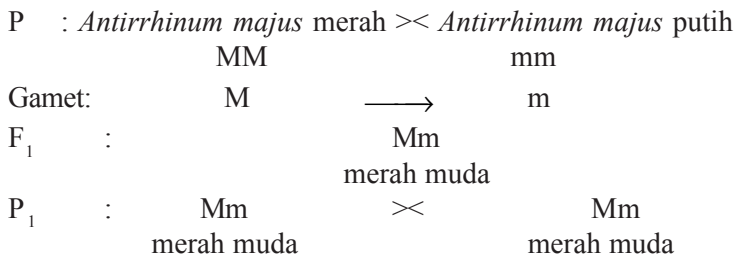 P : Antirrhinum majus merah >< Antirrhinum majus putih
MM mm
Gamet: M → m
F₁ : Mm
merah muda
P₁ : Mm >< Mm
merah muda merah muda